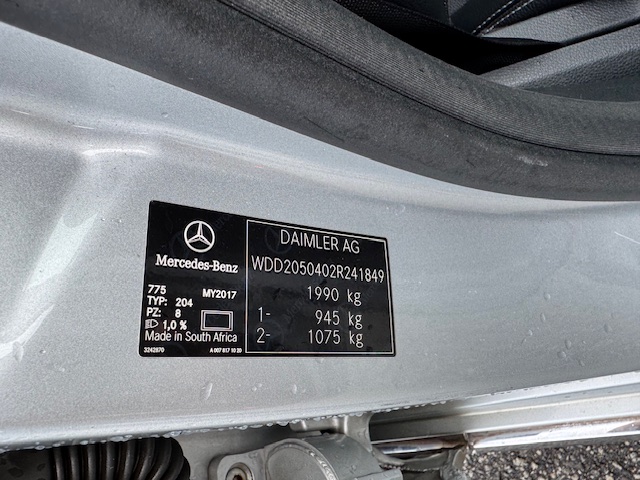 Mercedes-Benz
775 MY2017
TYP: 204
PZ: 8
1,0 %
Made in South Africa
3242870 A 007 817 10 20
DAIMLER AG
WDD2050402R241849
1990 kg
1- 945 kg
2- 1075 kg